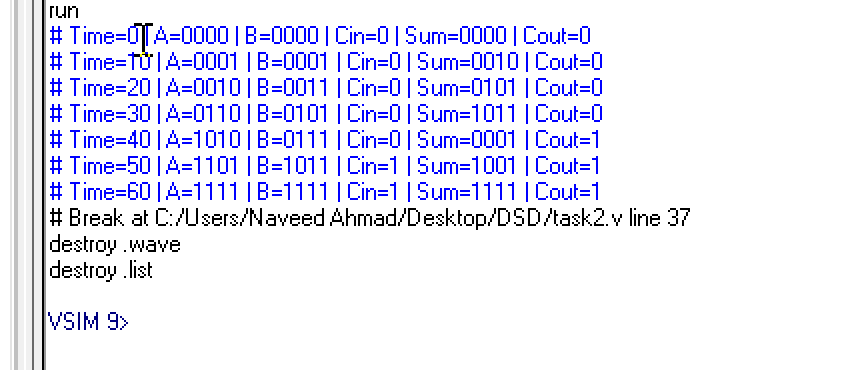 run
# Time=0 | A=0000 | B=0000 | Cin=0 | Sum=0000 | Cout=0
# Time=10 | A=0001 | B=0001 | Cin=0 | Sum=0010 | Cout=0
# Time=20 | A=0010 | B=0011 | Cin=0 | Sum=0101 | Cout=0
# Time=30 | A=0110 | B=0101 | Cin=0 | Sum=1011 | Cout=0
# Time=40 | A=1010 | B=0111 | Cin=0 | Sum=0001 | Cout=1
# Time=50 | A=1101 | B=1011 | Cin=1 | Sum=1001 | Cout=1
# Time=60 | A=1111 | B=1111 | Cin=1 | Sum=1111 | Cout=1
# Break at C:/Users/Naveed Ahmad/Desktop/DSD/task2.v line 37
destroy .wave
destroy .list
VSIM 9>